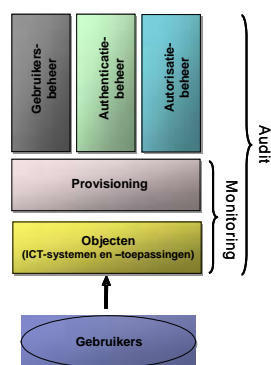 Gebruikers-
beheer
Authenticatie-
beheer
Autorisatie-
beheer
Provisioning
Objecten
(ICT-systemen en –toepassingen)
Gebruikers
Monitoring
Audit